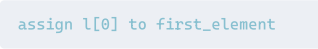 assign l[0] to first_element